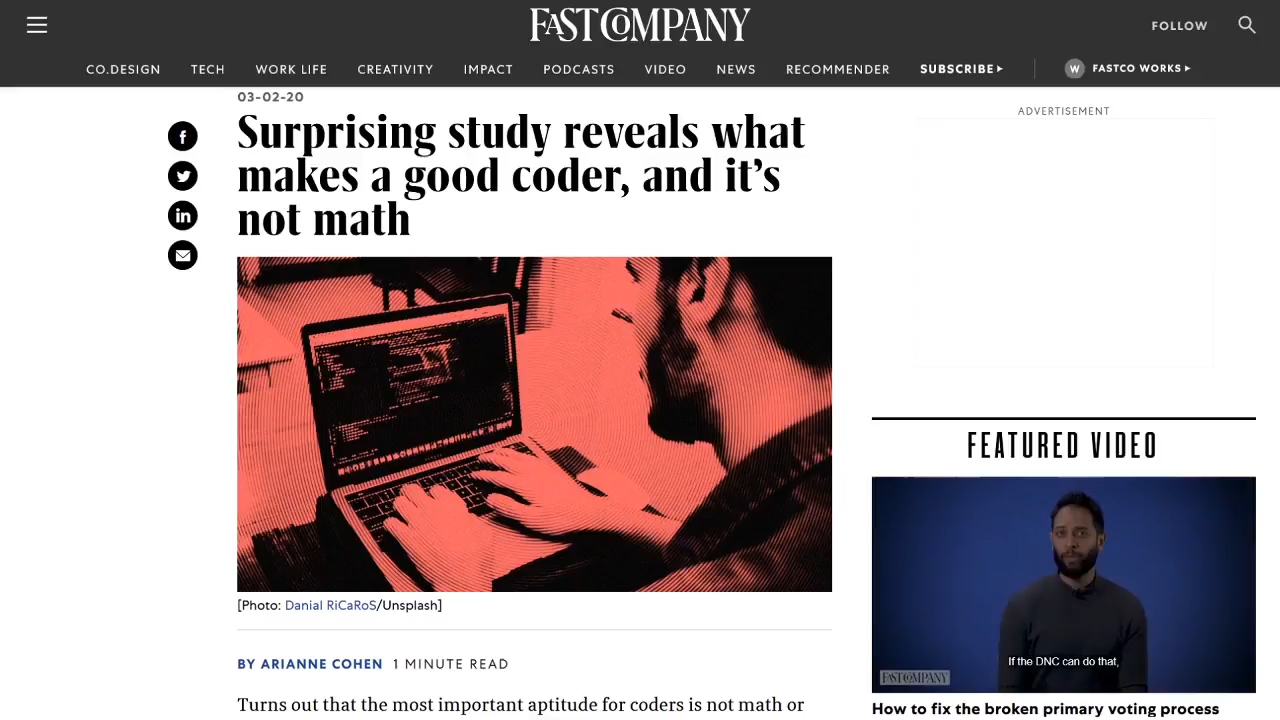 FAST COMPANY
FOLLOW
CO.DESIGN TECH WORK LIFE CREATIVITY IMPACT PODCASTS VIDEO NEWS RECOMMENDER SUBSCRIBE W FASTCO WORKS
03-02-20
Surprising study reveals what
makes a good coder, and it’s
not math
[Photo: Danial RiCaRoS/Unsplash]
BY ARIANNE COHEN 1 MINUTE READ
Turns out that the most important aptitude for coders is not math or
ADVERTISEMENT
FEATURED VIDEO
If the DNC can do that,
FAST COMPANY
How to fix the broken primary voting process